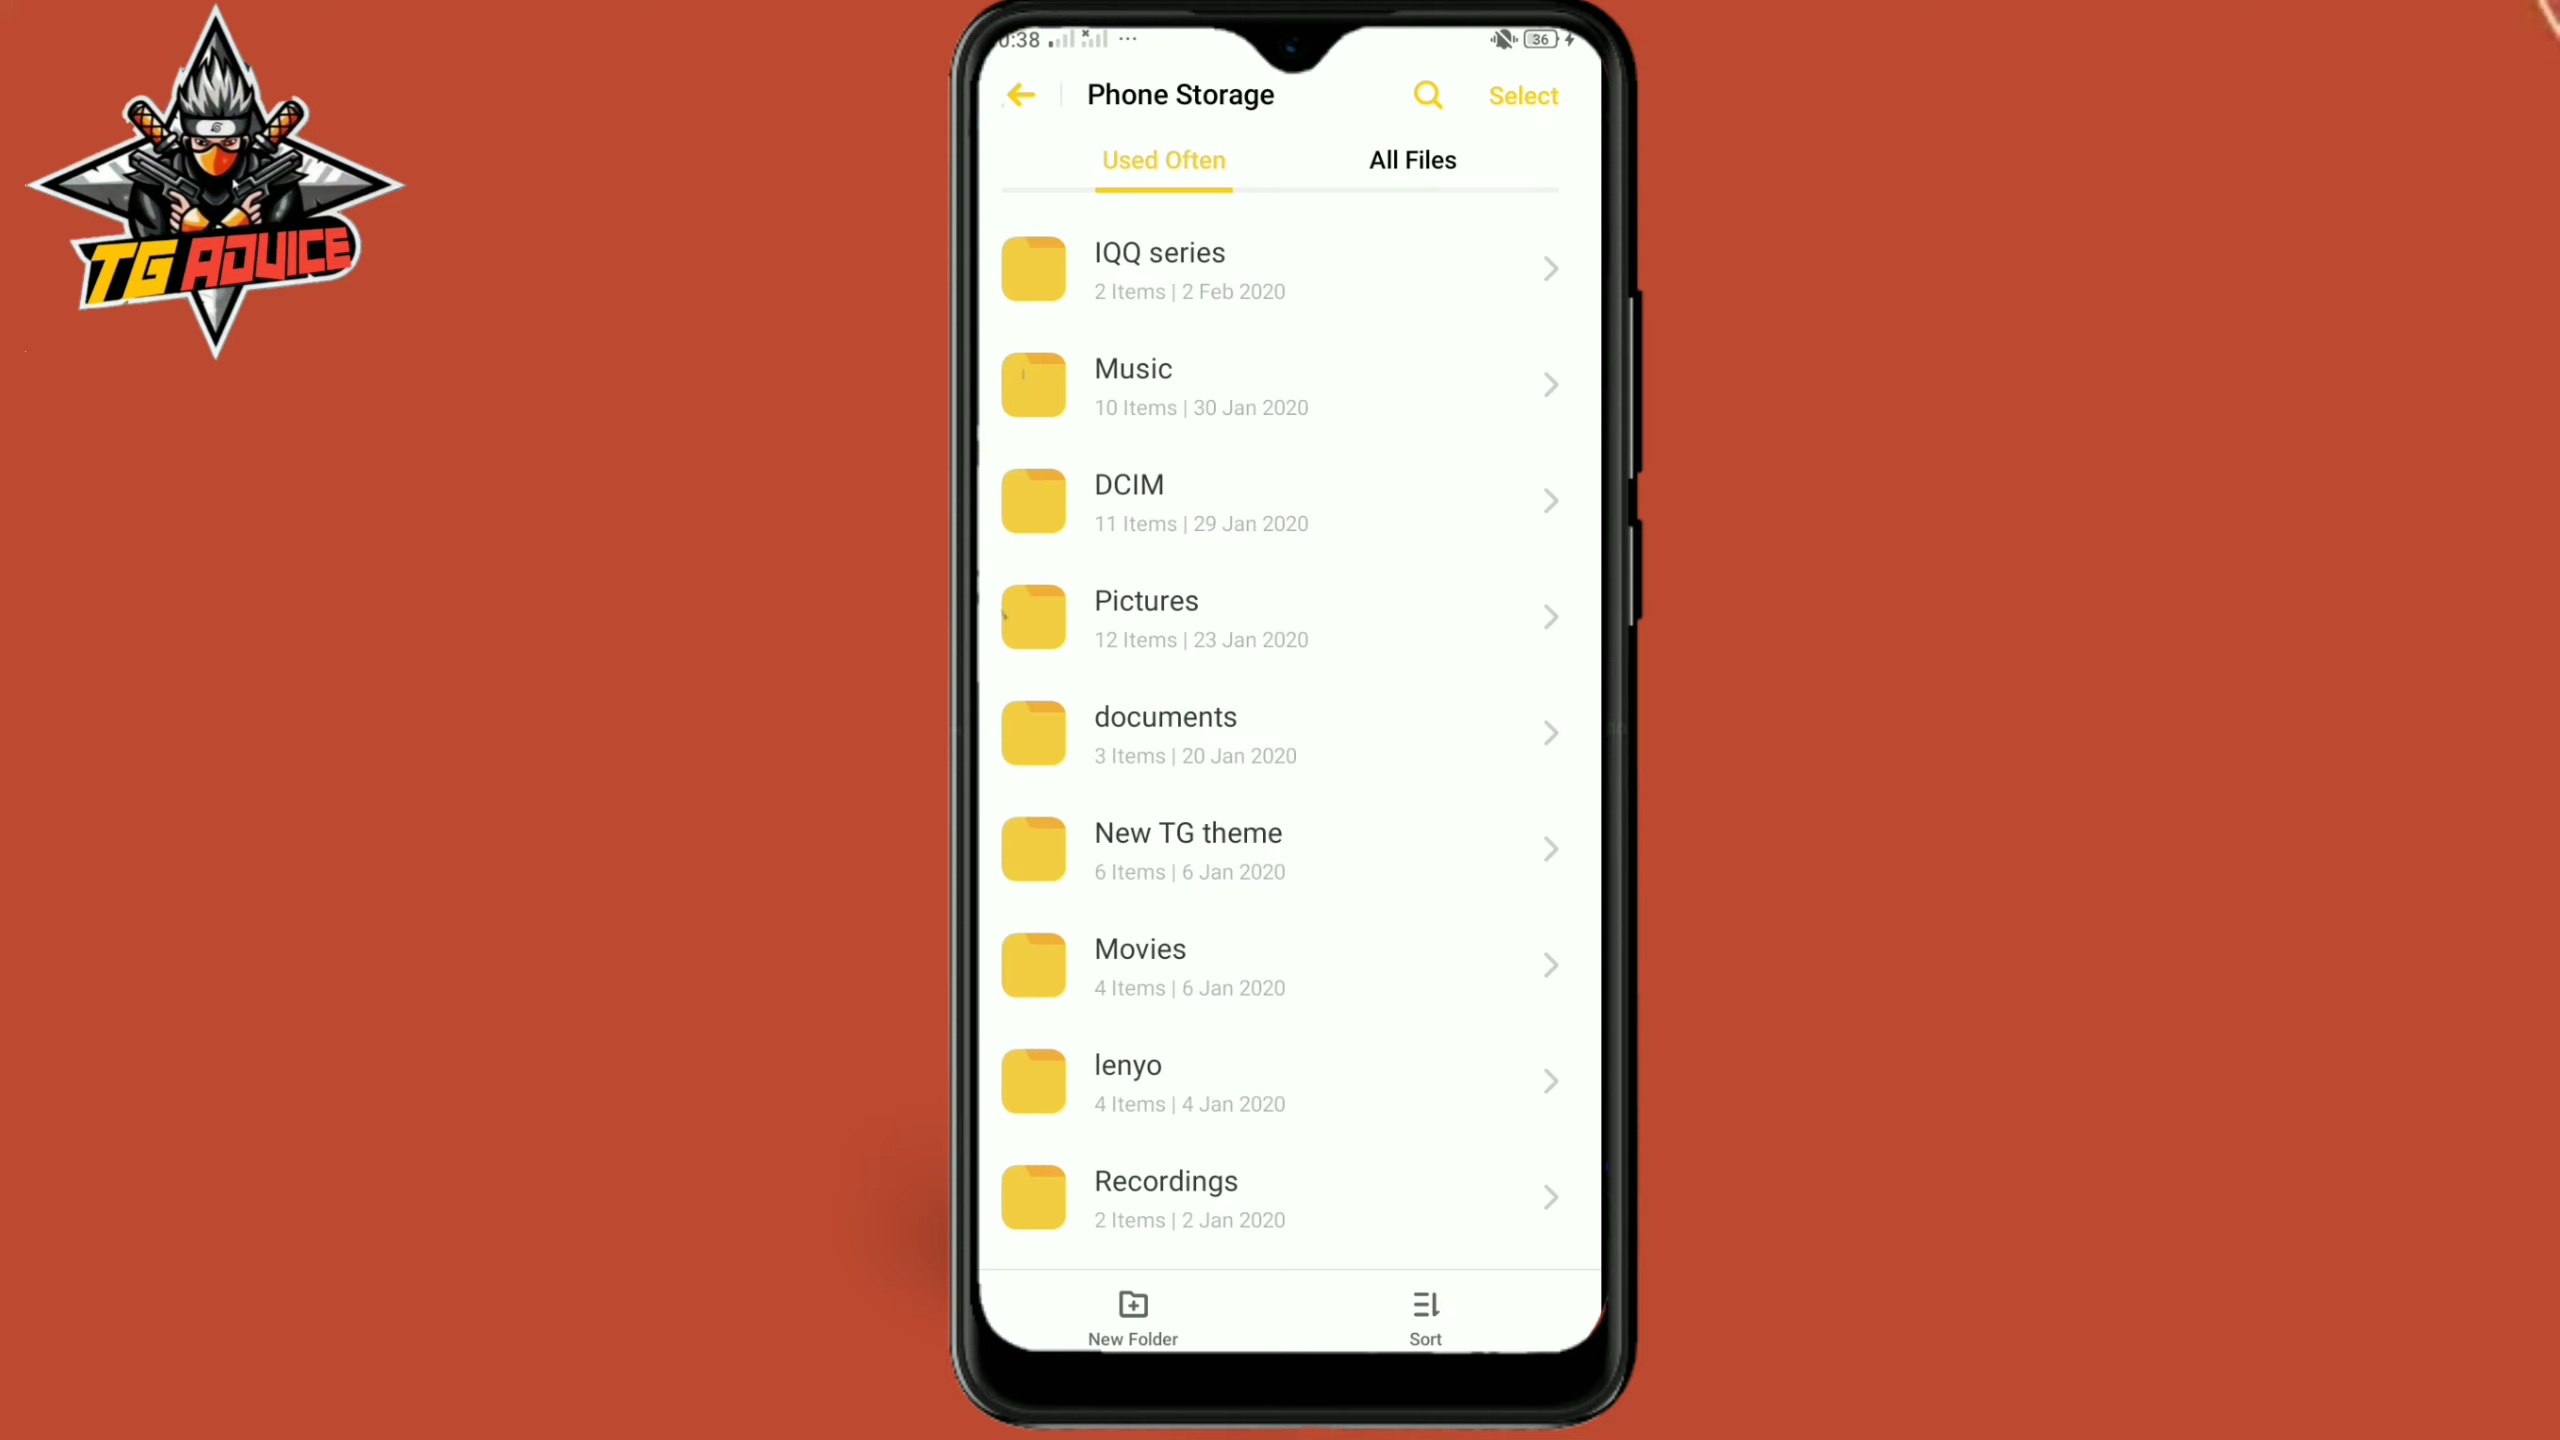 TG ADVICE
0:38
36
Phone Storage
Select
Used Often
All Files
IQQ series
2 Items | 2 Feb 2020
Music
10 Items | 30 Jan 2020
DCIM
11 Items | 29 Jan 2020
Pictures
12 Items | 23 Jan 2020
documents
3 Items | 20 Jan 2020
New TG theme
6 Items | 6 Jan 2020
Movies
4 Items | 6 Jan 2020
lenyo
4 Items | 4 Jan 2020
Recordings
2 Items | 2 Jan 2020
New Folder
Sort